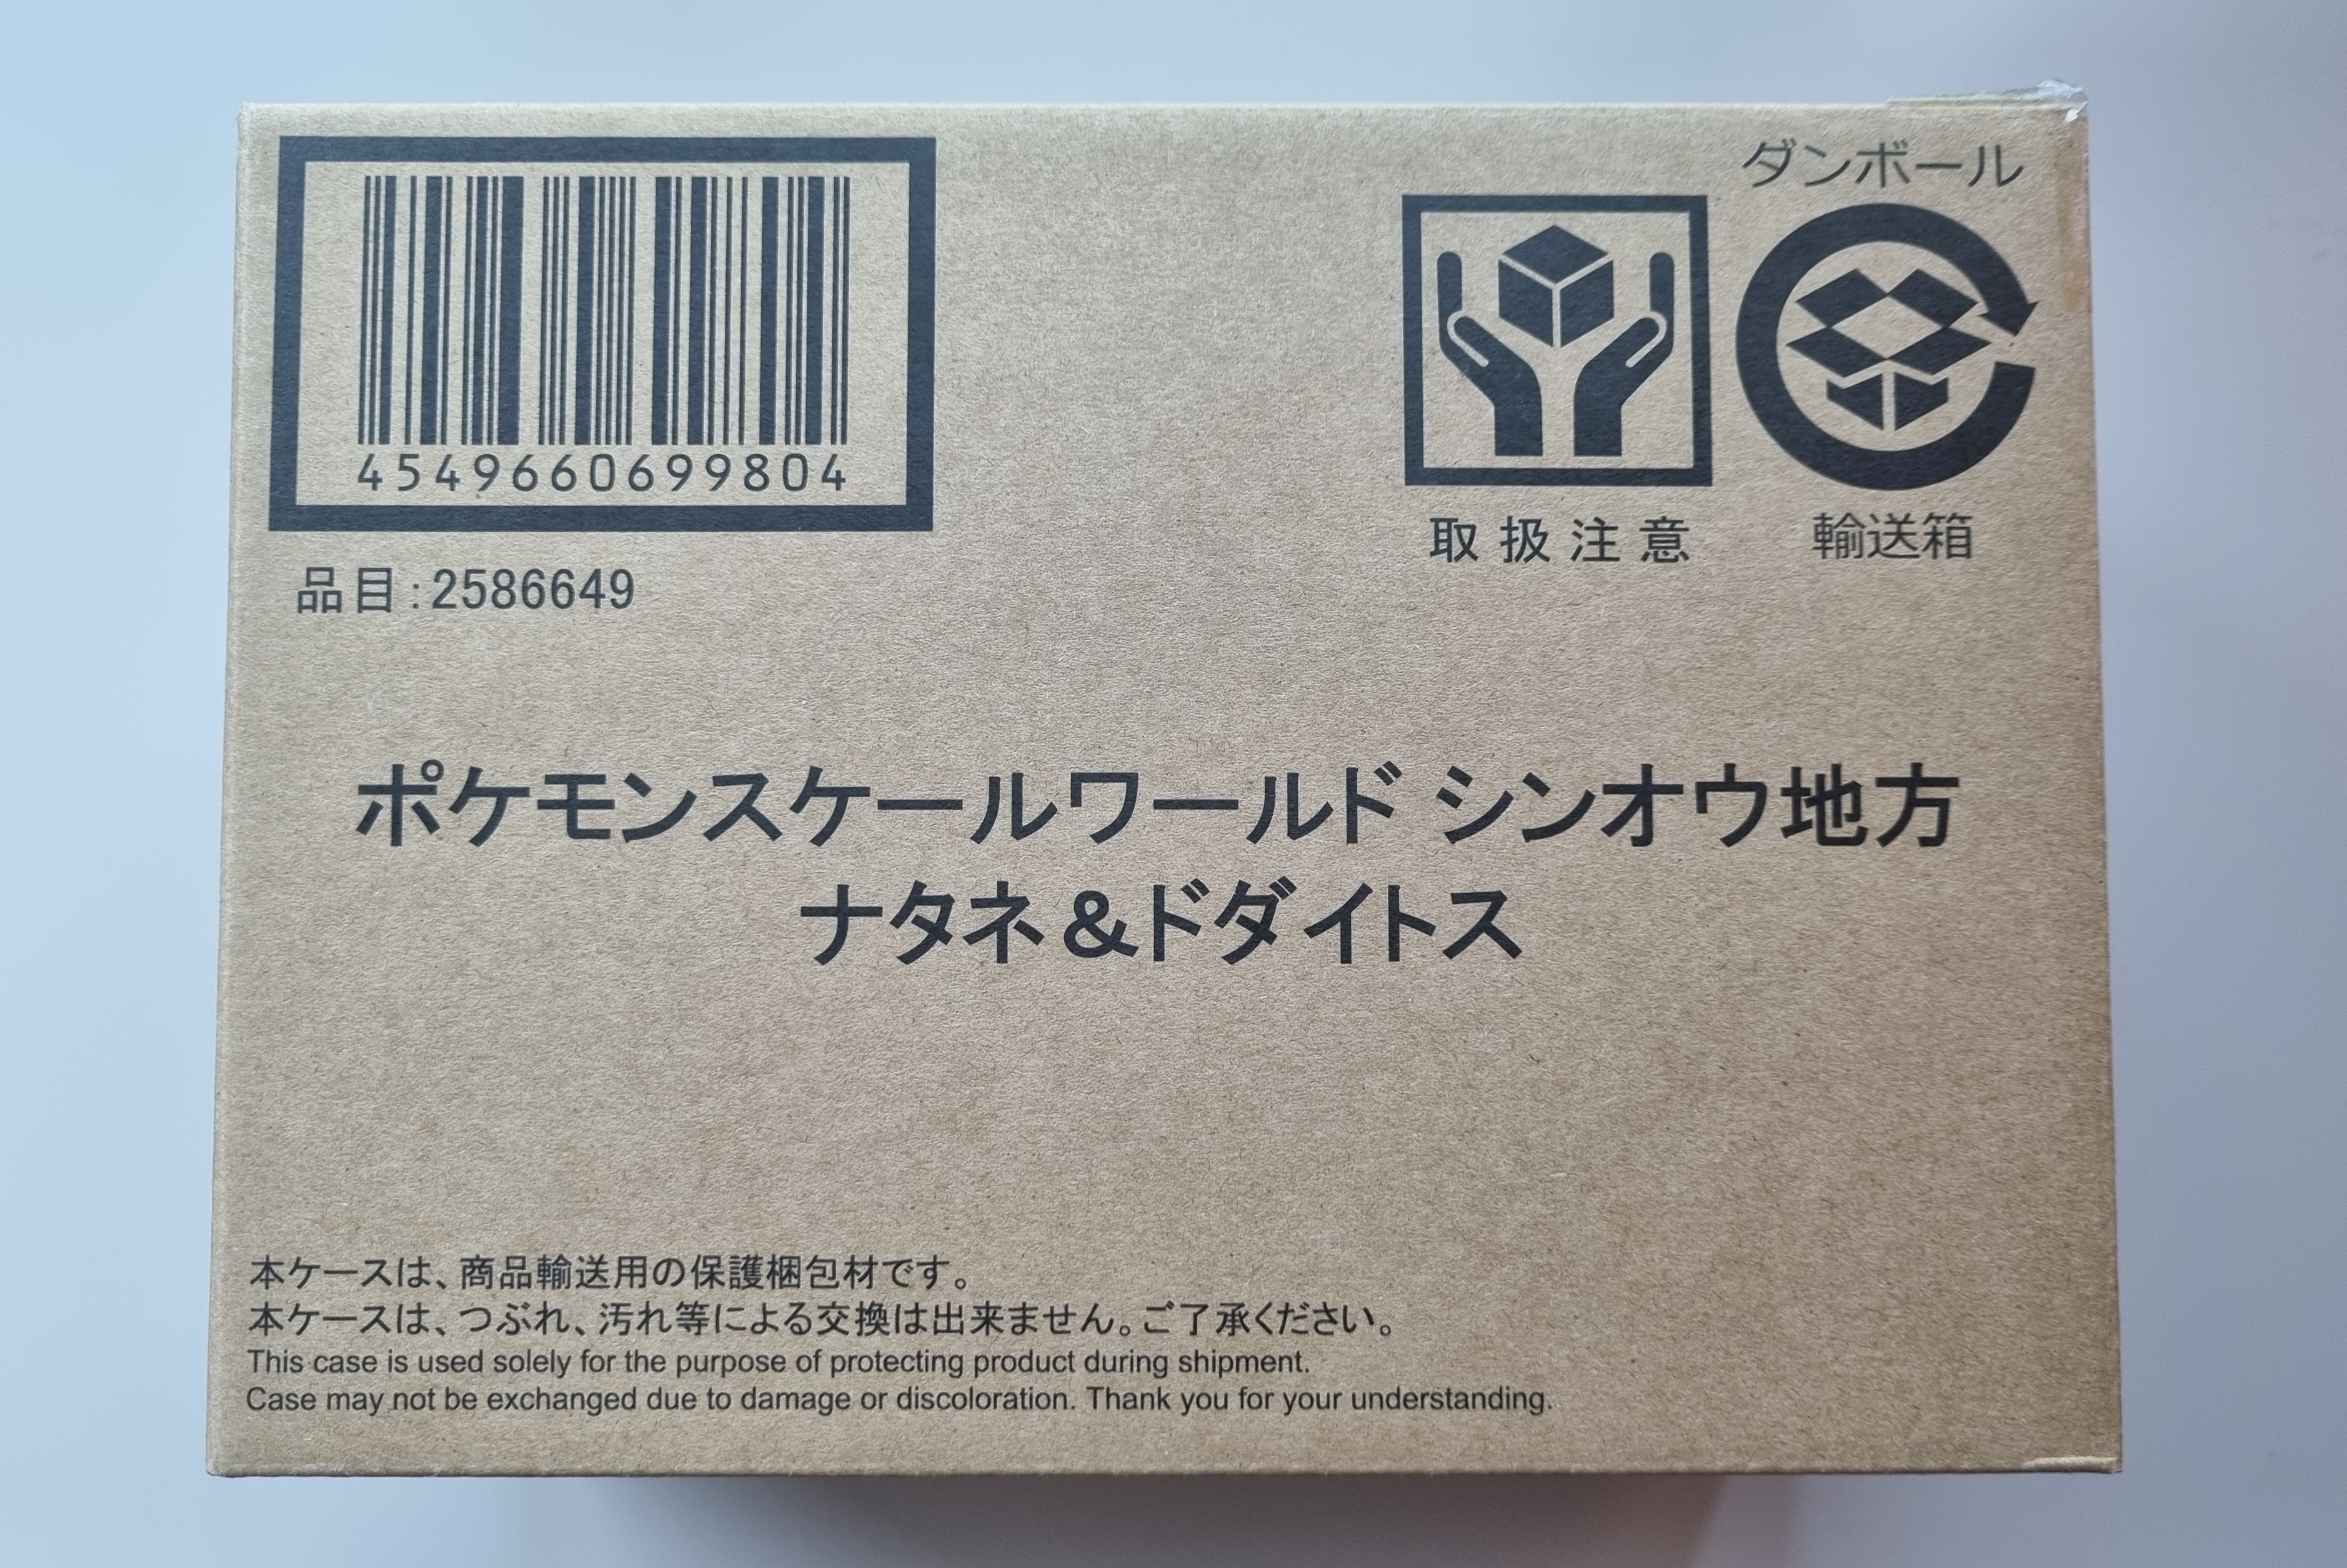 4549660699804
品目:2586649
ダンボール
取扱注意
輸送箱
ポケモンスケールワールド シンオウ地方
ナタネ&ドダイトス
本ケースは、商品輸送用の保護梱包材です。
本ケースは、つぶれ、汚れ等による交換は出来ません。ご了承ください。
This case is used solely for the purpose of protecting product during shipment.
Case may not be exchanged due to damage or discoloration. Thank you for your understanding.